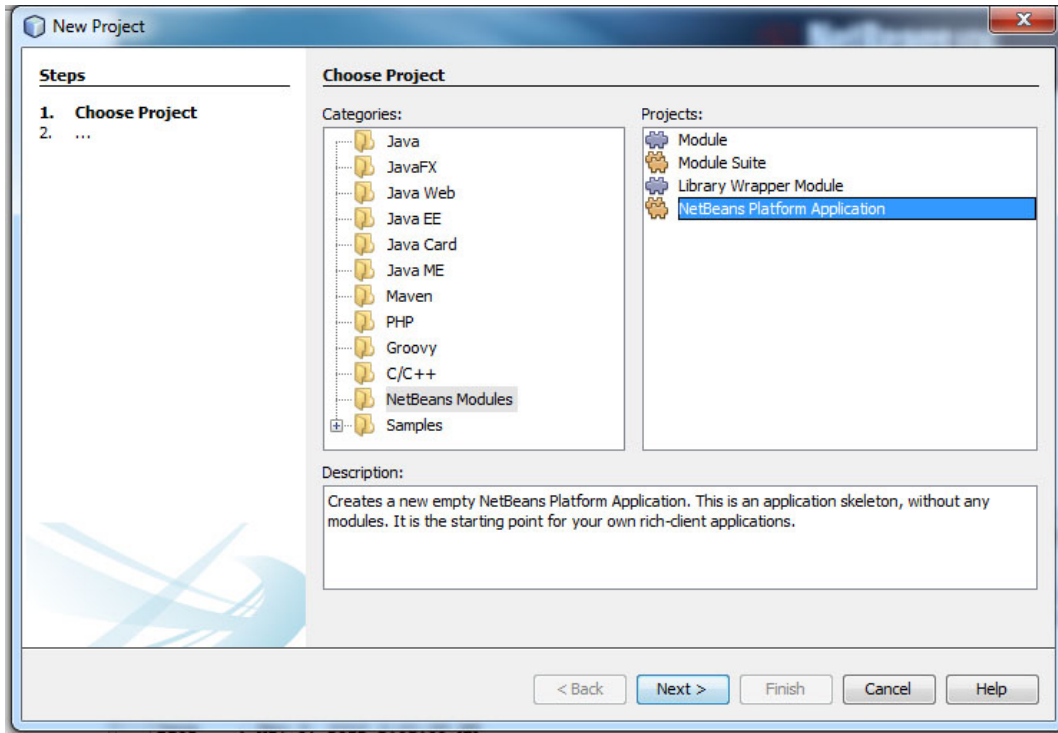 New Project
Steps
1. Choose Project
2. ...
Choose Project
Categories:
Java
JavaFX
Java Web
Java EE
Java Card
Java ME
Maven
PHP
Groovy
C/C++
NetBeans Modules
Samples
Projects:
Module
Module Suite
Library Wrapper Module
NetBeans Platform Application
Description:
Creates a new empty NetBeans Platform Application. This is an application skeleton, without any
modules. It is the starting point for your own rich-client applications.
< Back
Next >
Finish
Cancel
Help